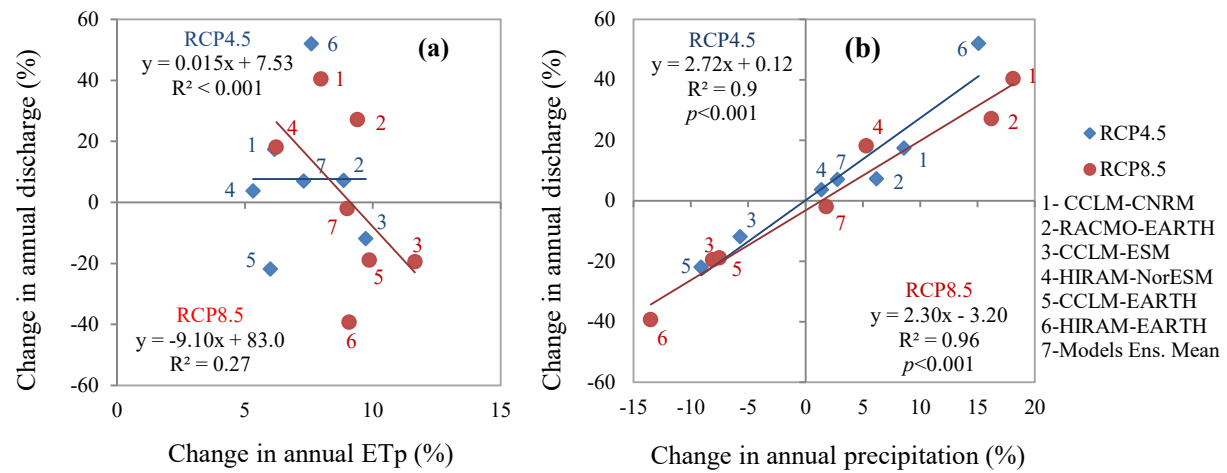 Change in annual discharge (%)
60
40
20
0
-20
-40
-60
(a)
RCP4.5
y = 0.015x + 7.53
R² < 0.001
6
1
2
4
1
7
2
4
3
7
3
5
5
6
RCP8.5
y = -9.10x + 83.0
R² = 0.27
0
5
10
15
Change in annual ETp (%)
Change in annual discharge (%)
60
40
20
0
-20
-40
-60
RCP4.5
y = 2.72x + 0.12
R² = 0.9
p<0.001
(b)
6
1
2
4
1
4
7
2
7
3
3
5
5
6
RCP8.5
y = 2.30x - 3.20
R² = 0.96
p<0.001
-15
-10
-5
0
5
10
15
20
Change in annual precipitation (%)
RCP4.5
RCP8.5
1- CCLM-CNRM
2-RACMO-EARTH
3-CCLM-ESM
4-HIRAM-NorESM
5-CCLM-EARTH
6-HIRAM-EARTH
7-Models Ens. Mean